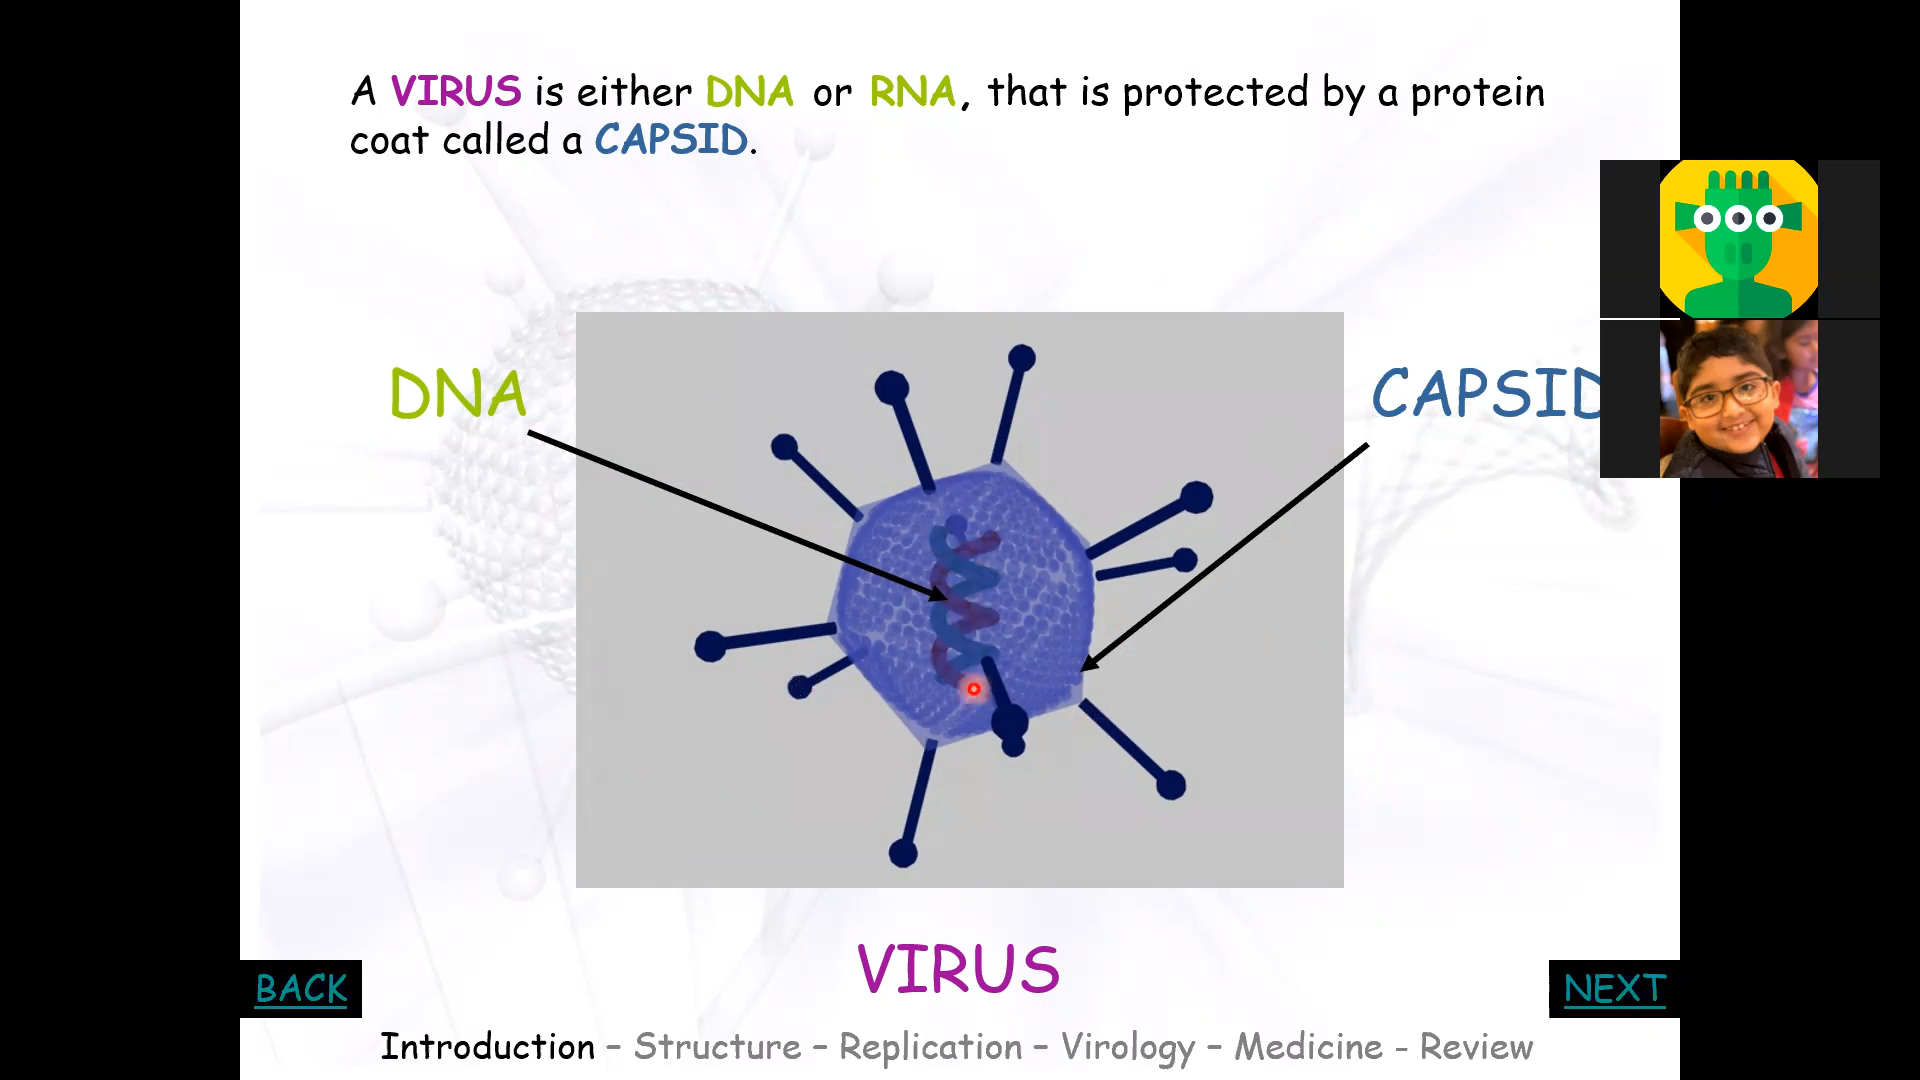 A VIRUS is either DNA or RNA, that is protected by a protein
coat called a CAPSID.
DNA
CAPSID
VIRUS
BACK
NEXT
Introduction – Structure – Replication – Virology – Medicine - Review